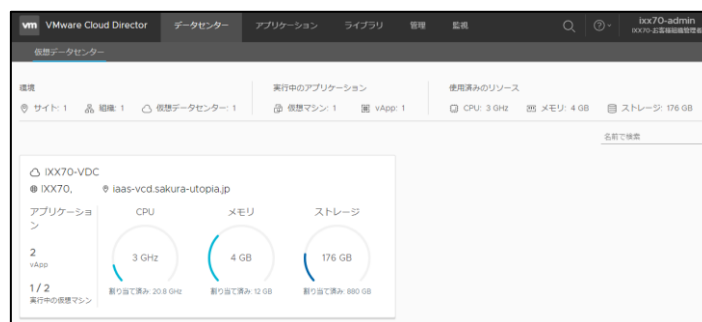 vm VMware Cloud Director データセンター アプリケーション ライブラリ 管理 監視 ixx70-admin
IXX70-お客様組織管理者
仮想データセンター
環境 実行中のアプリケーション 使用済みのリソース
サイト: 1 組織: 1 仮想データセンター: 1 仮想マシン: 1 vApp: 1 CPU: 3 GHz メモリ: 4 GB ストレージ: 176 GB
名前で検索
IXX70-VDC
IXX70, iaas-vcd.sakura-utopia.jp
アプリケーション CPU メモリ ストレージ
2
vApp
3 GHz 4 GB 176 GB
1 / 2
実行中の仮想マシン
割り当て済み: 20.8 GHz 割り当て済み: 12 GB 割り当て済み: 880 GB